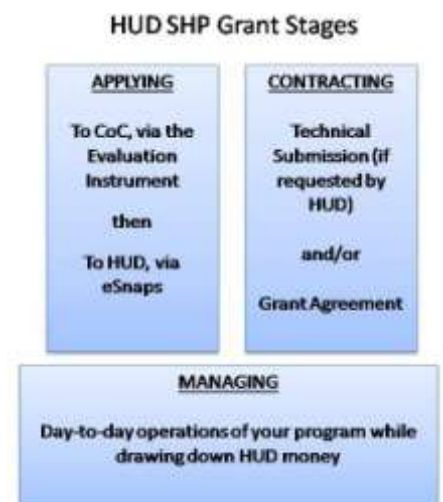 HUD SHP Grant Stages
APPLYING
To CoC, via the
Evaluation
Instrument
then
To HUD, via
eSnaps
CONTRACTING
Technical
Submission (if
requested by
HUD)
and/or
Grant Agreement
MANAGING
Day-to-day operations of your program while
drawing down HUD money